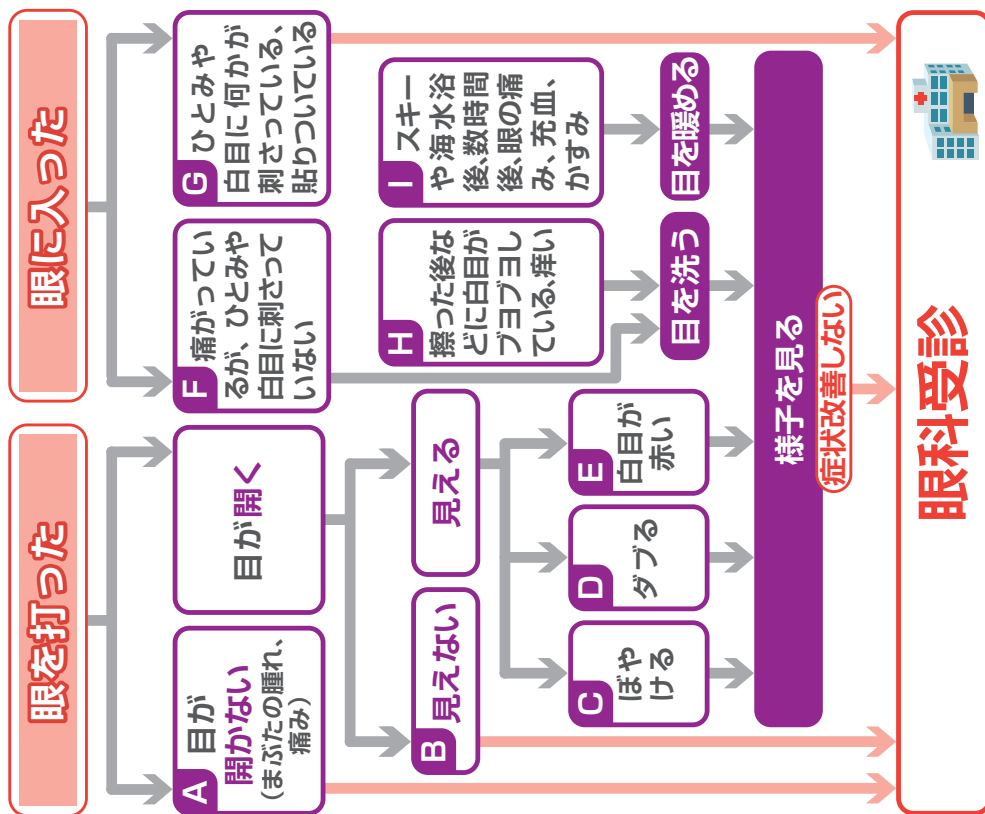 眼を打った
A 目が
開かない
(まぶたの腫れ、
痛み)
目が開く
B 見えない
見える
C ぼや
ける
D ダブる
E 白目が
赤い
眼に入った
F 痛がってい
るが、ひとみや
白目に刺さって
いない
G ひとみや
白目に何かが
刺さっている、
貼りついている
H
擦った後な
どに白目が
ブヨブヨし
ている、痒い
I スキー
や海水浴
後、数時間
後、眼の痛
み、充血、
かすみ
目を洗う
目を暖める
様子を見る
症状改善しない
眼科受診